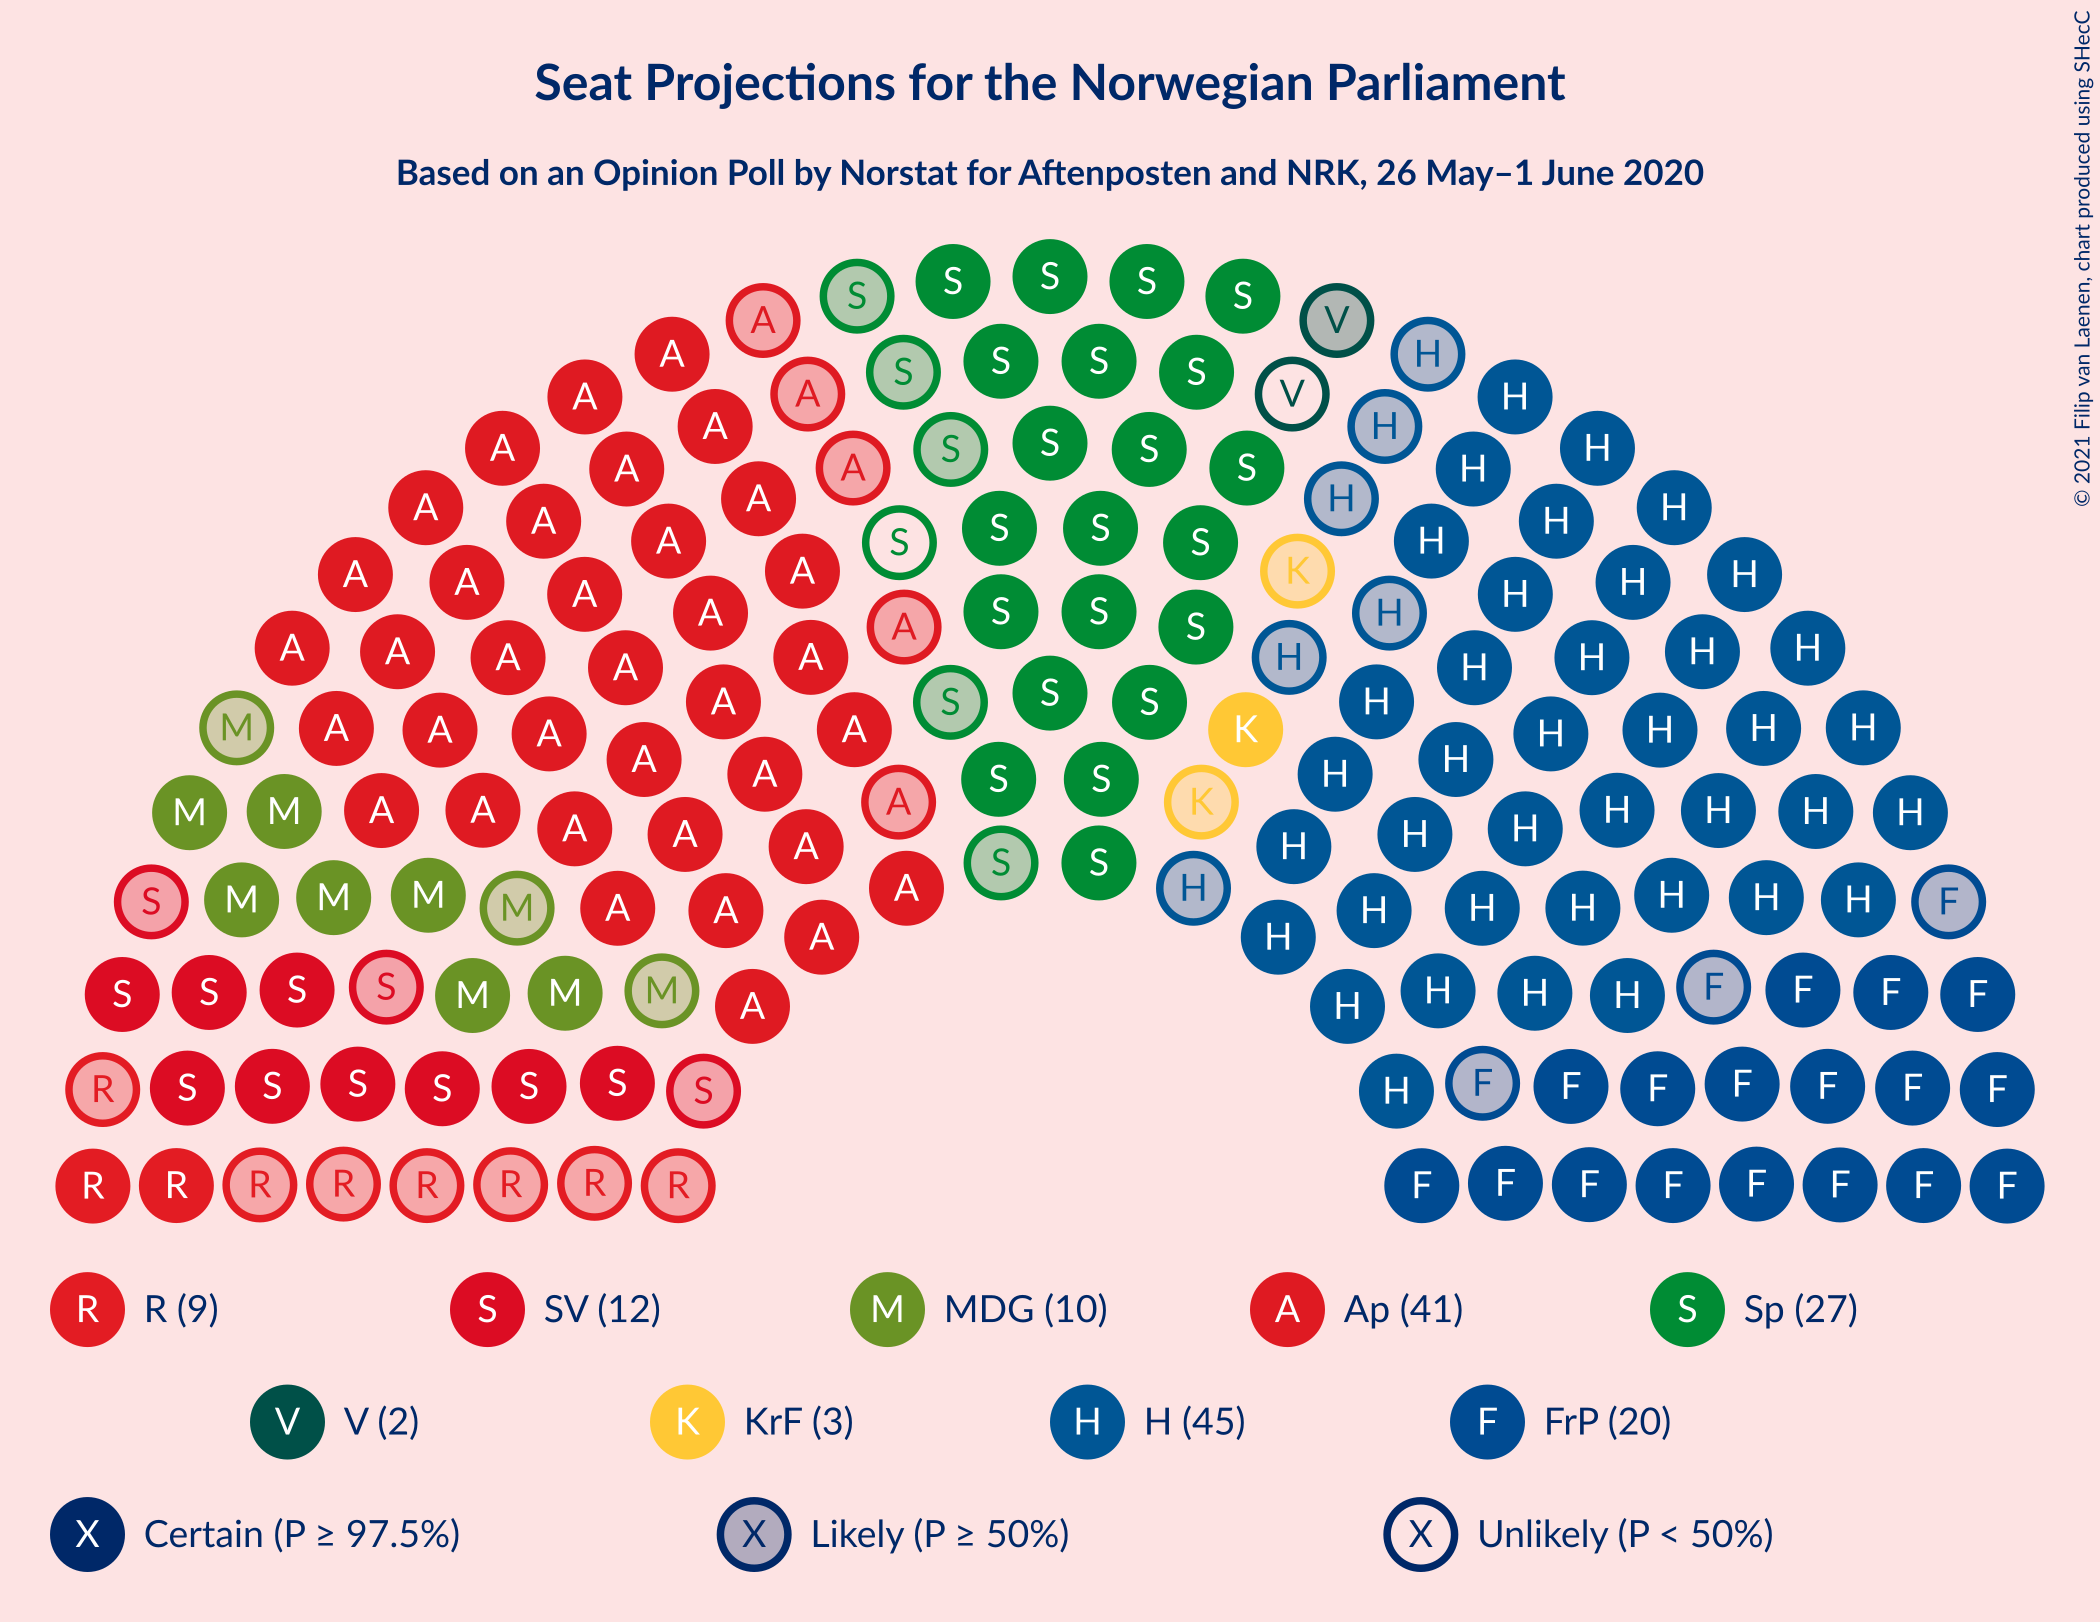 Seat Projections for the Norwegian Parliament
Based on an Opinion Poll by Norstat for Aftenposten and NRK, 26 May–1 June 2020
© 2021 Filip van Laenen, chart produced using SHecC
S S S S S
A V
A S S S S H
A A V H
A A S S S H H
A A S H
A A H H
A A S S S S H H
A A A A K H H H
A A S S S H
A A A A A H H H H H
A S S S H
M A A A A K H H H H
A A S S H H
M M A A A A A K H H H H H H
A S S H
S M M M M A A A H H H H H H H F
A H
S S S S M M M A H H H H F F F F
R S S S S S S S H F F F F F F F
R R R R R R R R F F F F F F F F
R R (9) S SV (12) M MDG (10) A Ap (41) S Sp (27)
V V (2) K KrF (3) H H (45) F FrP (20)
X Certain (P ≥ 97.5%) X Likely (P ≥ 50%) X Unlikely (P < 50%)